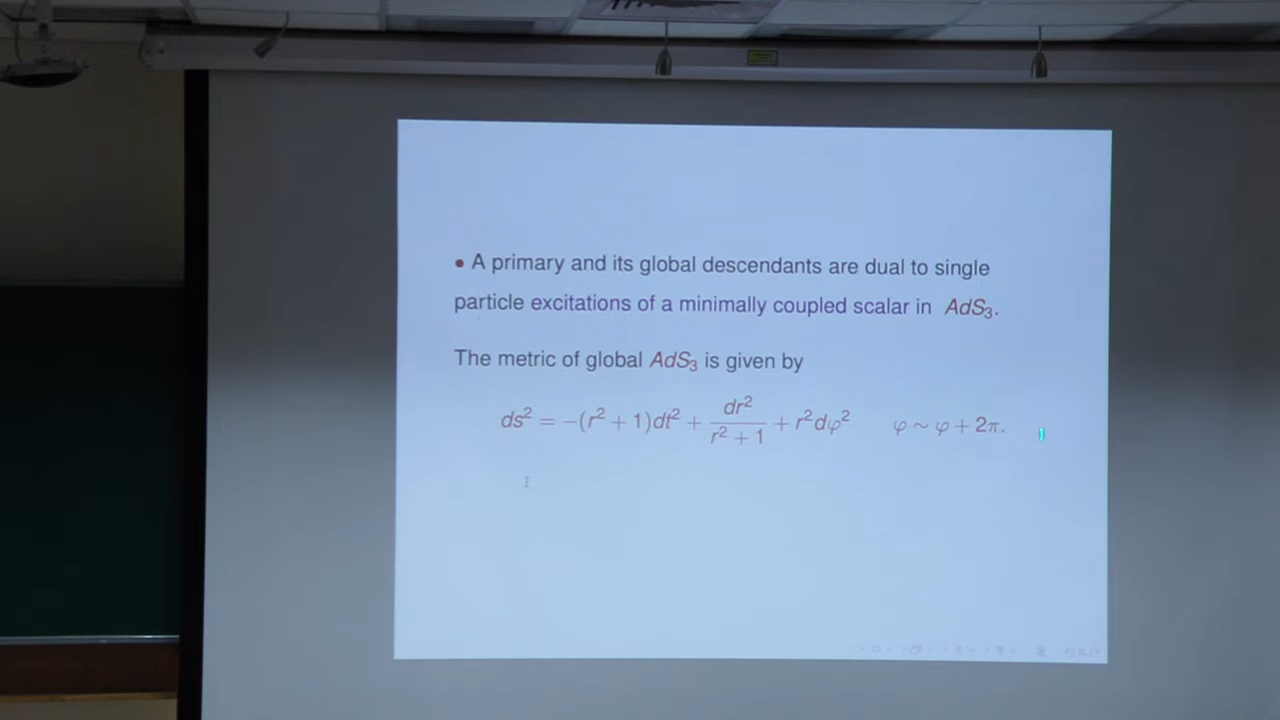 • A primary and its global descendants are dual to single
particle excitations of a minimally coupled scalar in AdS₃.
The metric of global AdS₃ is given by
ds² = −(r² + 1)dt² + dr²/(r² + 1) + r²dφ²  φ ∼ φ + 2π.